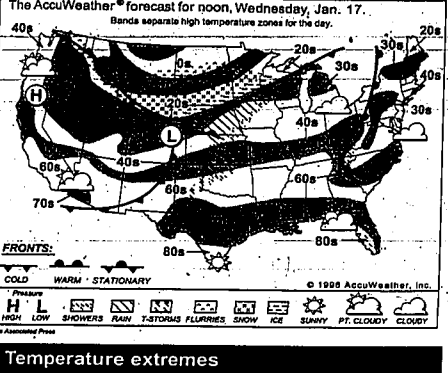 The AccuWeather® forecast for noon, Wednesday, Jan. 17.
Bands separate high temperature zones for the day.
40s
20s
20s
30s
0s
30s
40s
H
20s
40s
30s
L
60s
40s
60s
70s
80s
80s
FRONTS:
COLD WARM STATIONARY
© 1996 AccuWeather, Inc.
Pressure
H L
HIGH LOW SHOWERS RAIN T-STORMS FLURRIES SNOW ICE SUNNY PT. CLOUDY CLOUDY
Associated Press
Temperature extremes